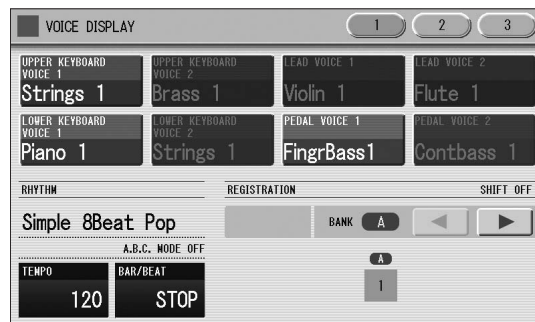 VOICE DISPLAY
1
2
3
UPPER KEYBOARD
VOICE 1
Strings 1
UPPER KEYBOARD
VOICE 2
Brass 1
LEAD VOICE 1
Violin 1
LEAD VOICE 2
Flute 1
LOWER KEYBOARD
VOICE 1
Piano 1
LOWER KEYBOARD
VOICE 2
Strings 1
PEDAL VOICE 1
FingrBass1
PEDAL VOICE 2
Contbass 1
RHYTHM
REGISTRATION
SHIFT OFF
Simple 8Beat Pop
BANK A
A.B.C. MODE OFF
TEMPO
120
BAR/BEAT
STOP
A
1